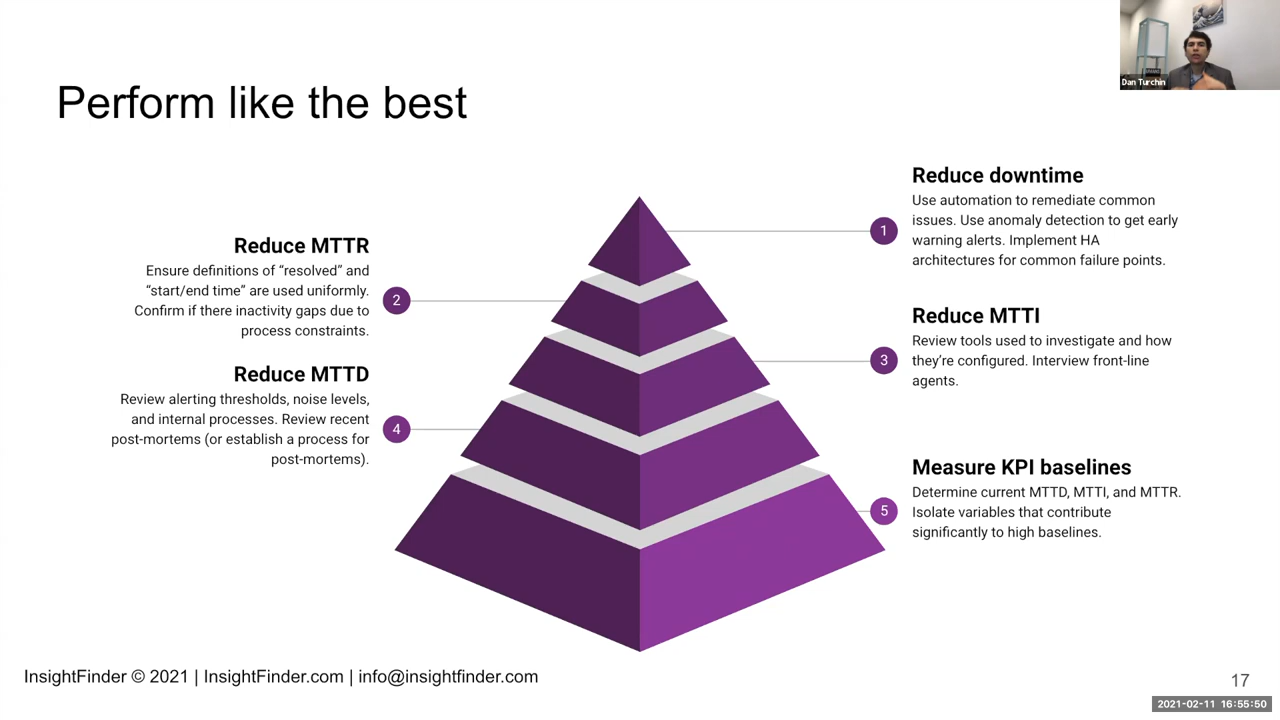 Dan Turchin
Perform like the best
Reduce downtime
Use automation to remediate common
issues. Use anomaly detection to get early
warning alerts. Implement HA
architectures for common failure points.
1
Reduce MTTR
Ensure definitions of “resolved” and
“start/end time” are used uniformly.
Confirm if there inactivity gaps due to
process constraints.
2
Reduce MTTI
Review tools used to investigate and how
they’re configured. Interview front-line
agents.
3
Reduce MTTD
Review alerting thresholds, noise levels,
and internal processes. Review recent
post-mortems (or establish a process for
post-mortems).
4
Measure KPI baselines
Determine current MTTD, MTTI, and MTTR.
Isolate variables that contribute
significantly to high baselines.
5
InsightFinder © 2021 | InsightFinder.com | info@insightfinder.com
17
2021-02-11 16:55:50